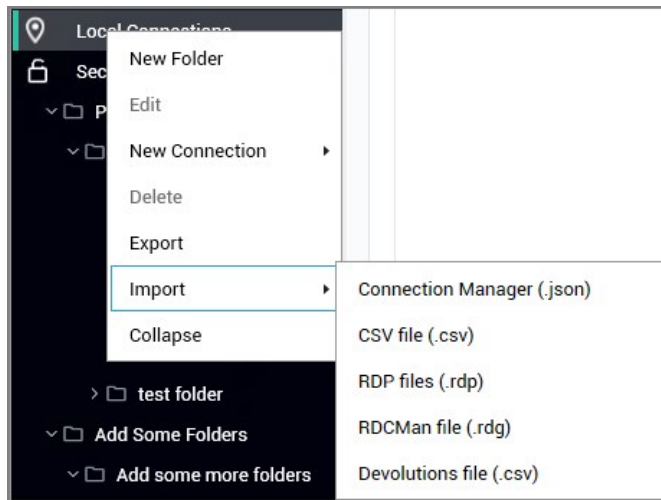 Local Connections
New Folder
Sec
Edit
P
New Connection
Delete
Export
Import
Connection Manager (.json)
Collapse
CSV file (.csv)
RDP files (.rdp)
test folder
RDCMan file (.rdg)
Add Some Folders
Add some more folders
Devolutions file (.csv)